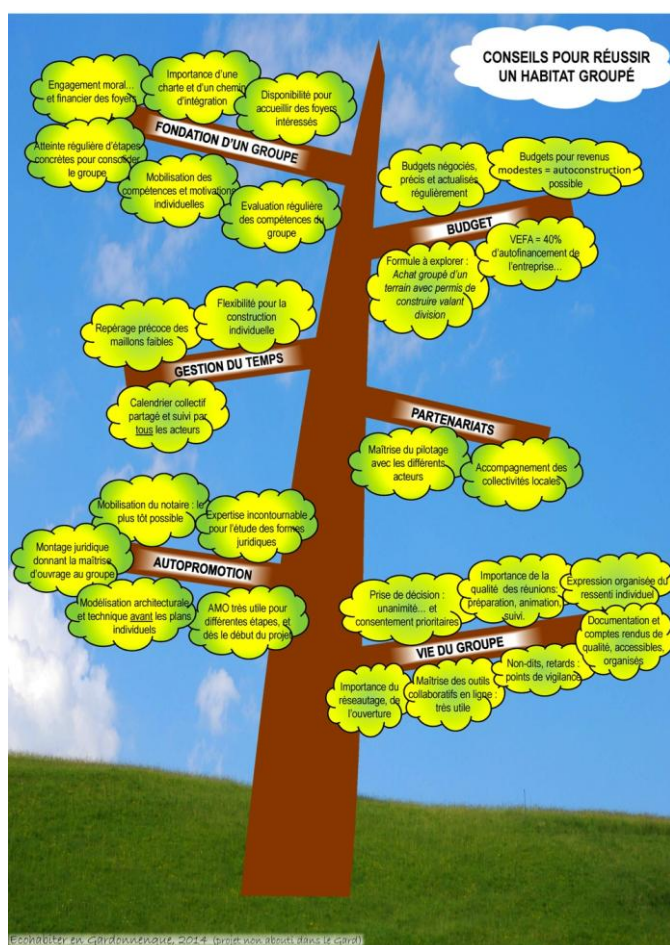 CONSEILS POUR RÉUSSIR
UN HABITAT GROUPÉ
Engagement moral...
et financier des foyers
Importance d'une
charte et d'un chemin
d'intégration
Disponibilité pour
accueillir des foyers
intéressés
FONDATION D'UN GROUPE
Atteinte régulière d'étapes
concrètes pour consolider
le groupe
Mobilisation des
compétences et motivations
individuelles
Evaluation régulière
des compétences du
groupe
Budgets négociés,
précis et actualisés
régulièrement
Budgets pour revenus
modestes = autoconstruction
possible
BUDGET
Formule à explorer :
Achat groupé d'un
terrain avec permis de
construire valant
division
VEFA = 40%
d'autofinancement de
l'entreprise...
Repérage précoce des
maillons faibles
Flexibilité pour la
construction
individuelle
GESTION DU TEMPS
Calendrier collectif
partagé et suivi par
tous les acteurs
PARTENARIATS
Maîtrise du pilotage
avec les différents
acteurs
Accompagnement des
collectivités locales
Mobilisation du notaire : le
plus tôt possible
Expertise incontournable
pour l'étude des formes
juridiques
Montage juridique
donnant la maîtrise
d'ouvrage au groupe
AUTOPROMOTION
Modélisation architecturale
et technique avant les plans
individuels
AMO très utile pour
différentes étapes, et
dès le début du projet
Prise de décision :
unanimité... et
consentement prioritaires
Importance de la
qualité des réunions:
préparation, animation,
suivi.
Expression organisée du
ressenti individuel
VIE DU GROUPE
Documentation et
comptes rendus de
qualité, accessibles,
organisés
Importance du
réseautage, de
l'ouverture
Maîtrise des outils
collaboratifs en ligne :
très utile
Non-dits, retards :
points de vigilance
Ecohabiter en Gardonnenque, 2014 (projet non abouti dans le Gard)